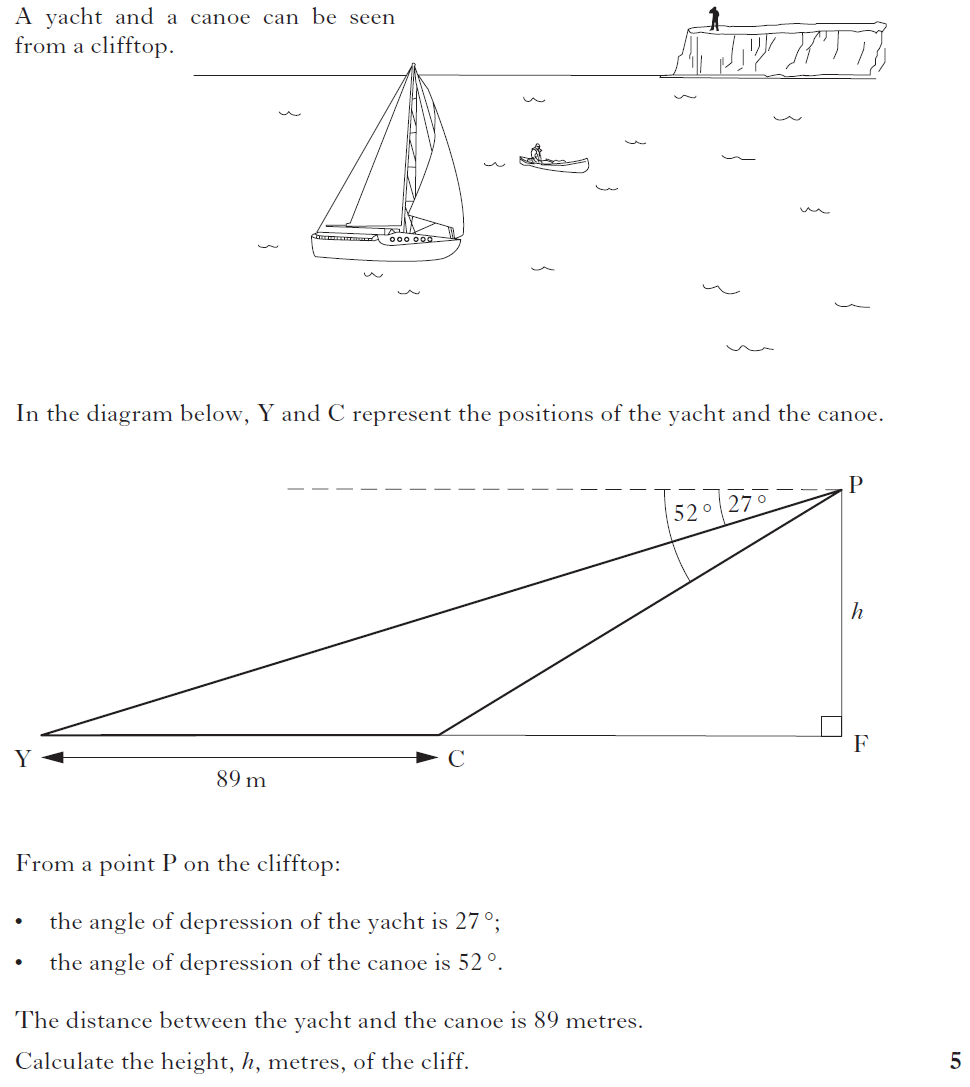 A yacht and a canoe can be seen
from a clifftop.
In the diagram below, Y and C represent the positions of the yacht and the canoe.
P
52° 27°
h
Y
C
F
89 m
From a point P on the clifftop:
• the angle of depression of the yacht is 27°;
• the angle of depression of the canoe is 52°.
The distance between the yacht and the canoe is 89 metres.
Calculate the height, h, metres, of the cliff. 5